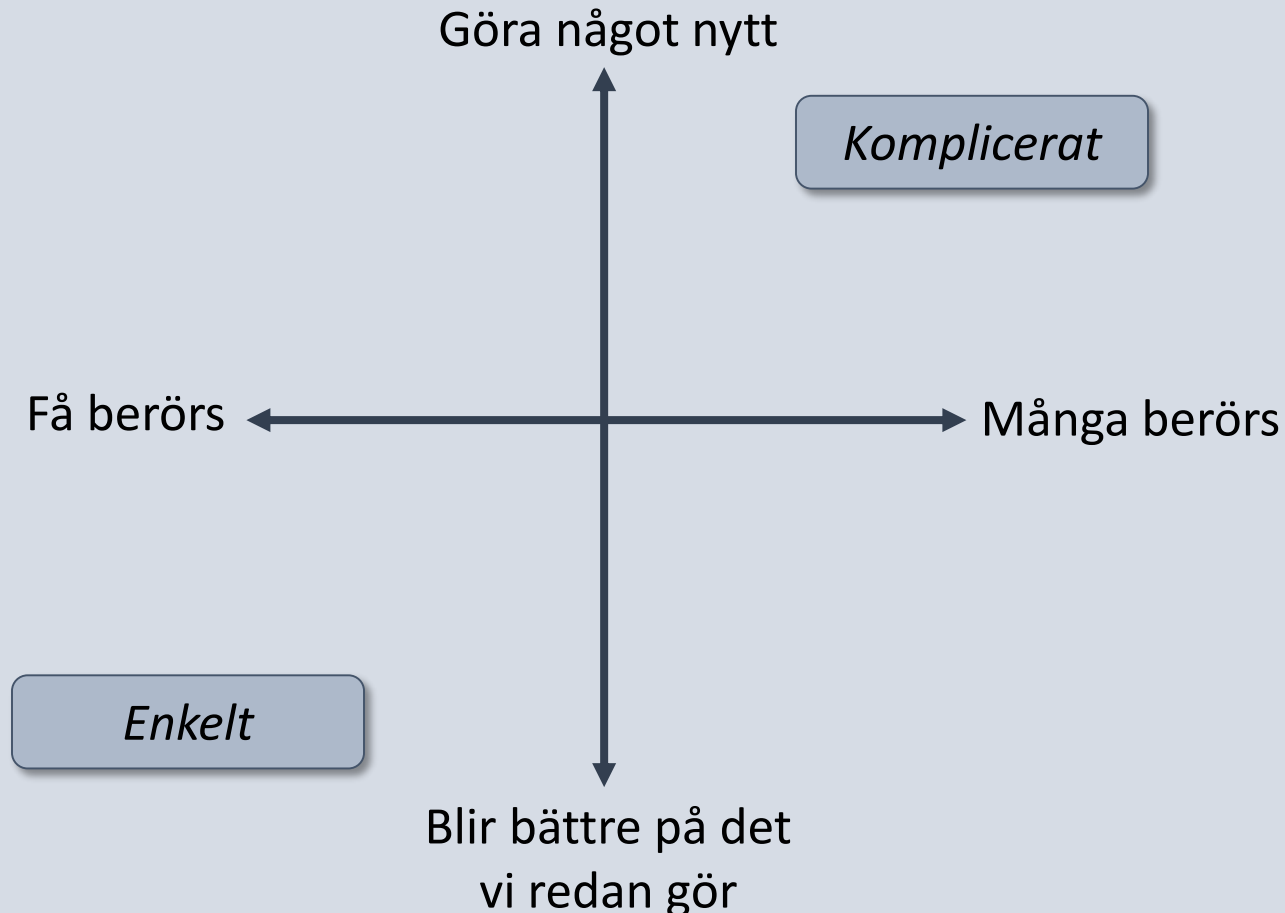 Göra något nytt
Komplicerat
Få berörs
Många berörs
Enkelt
Blir bättre på det
vi redan gör